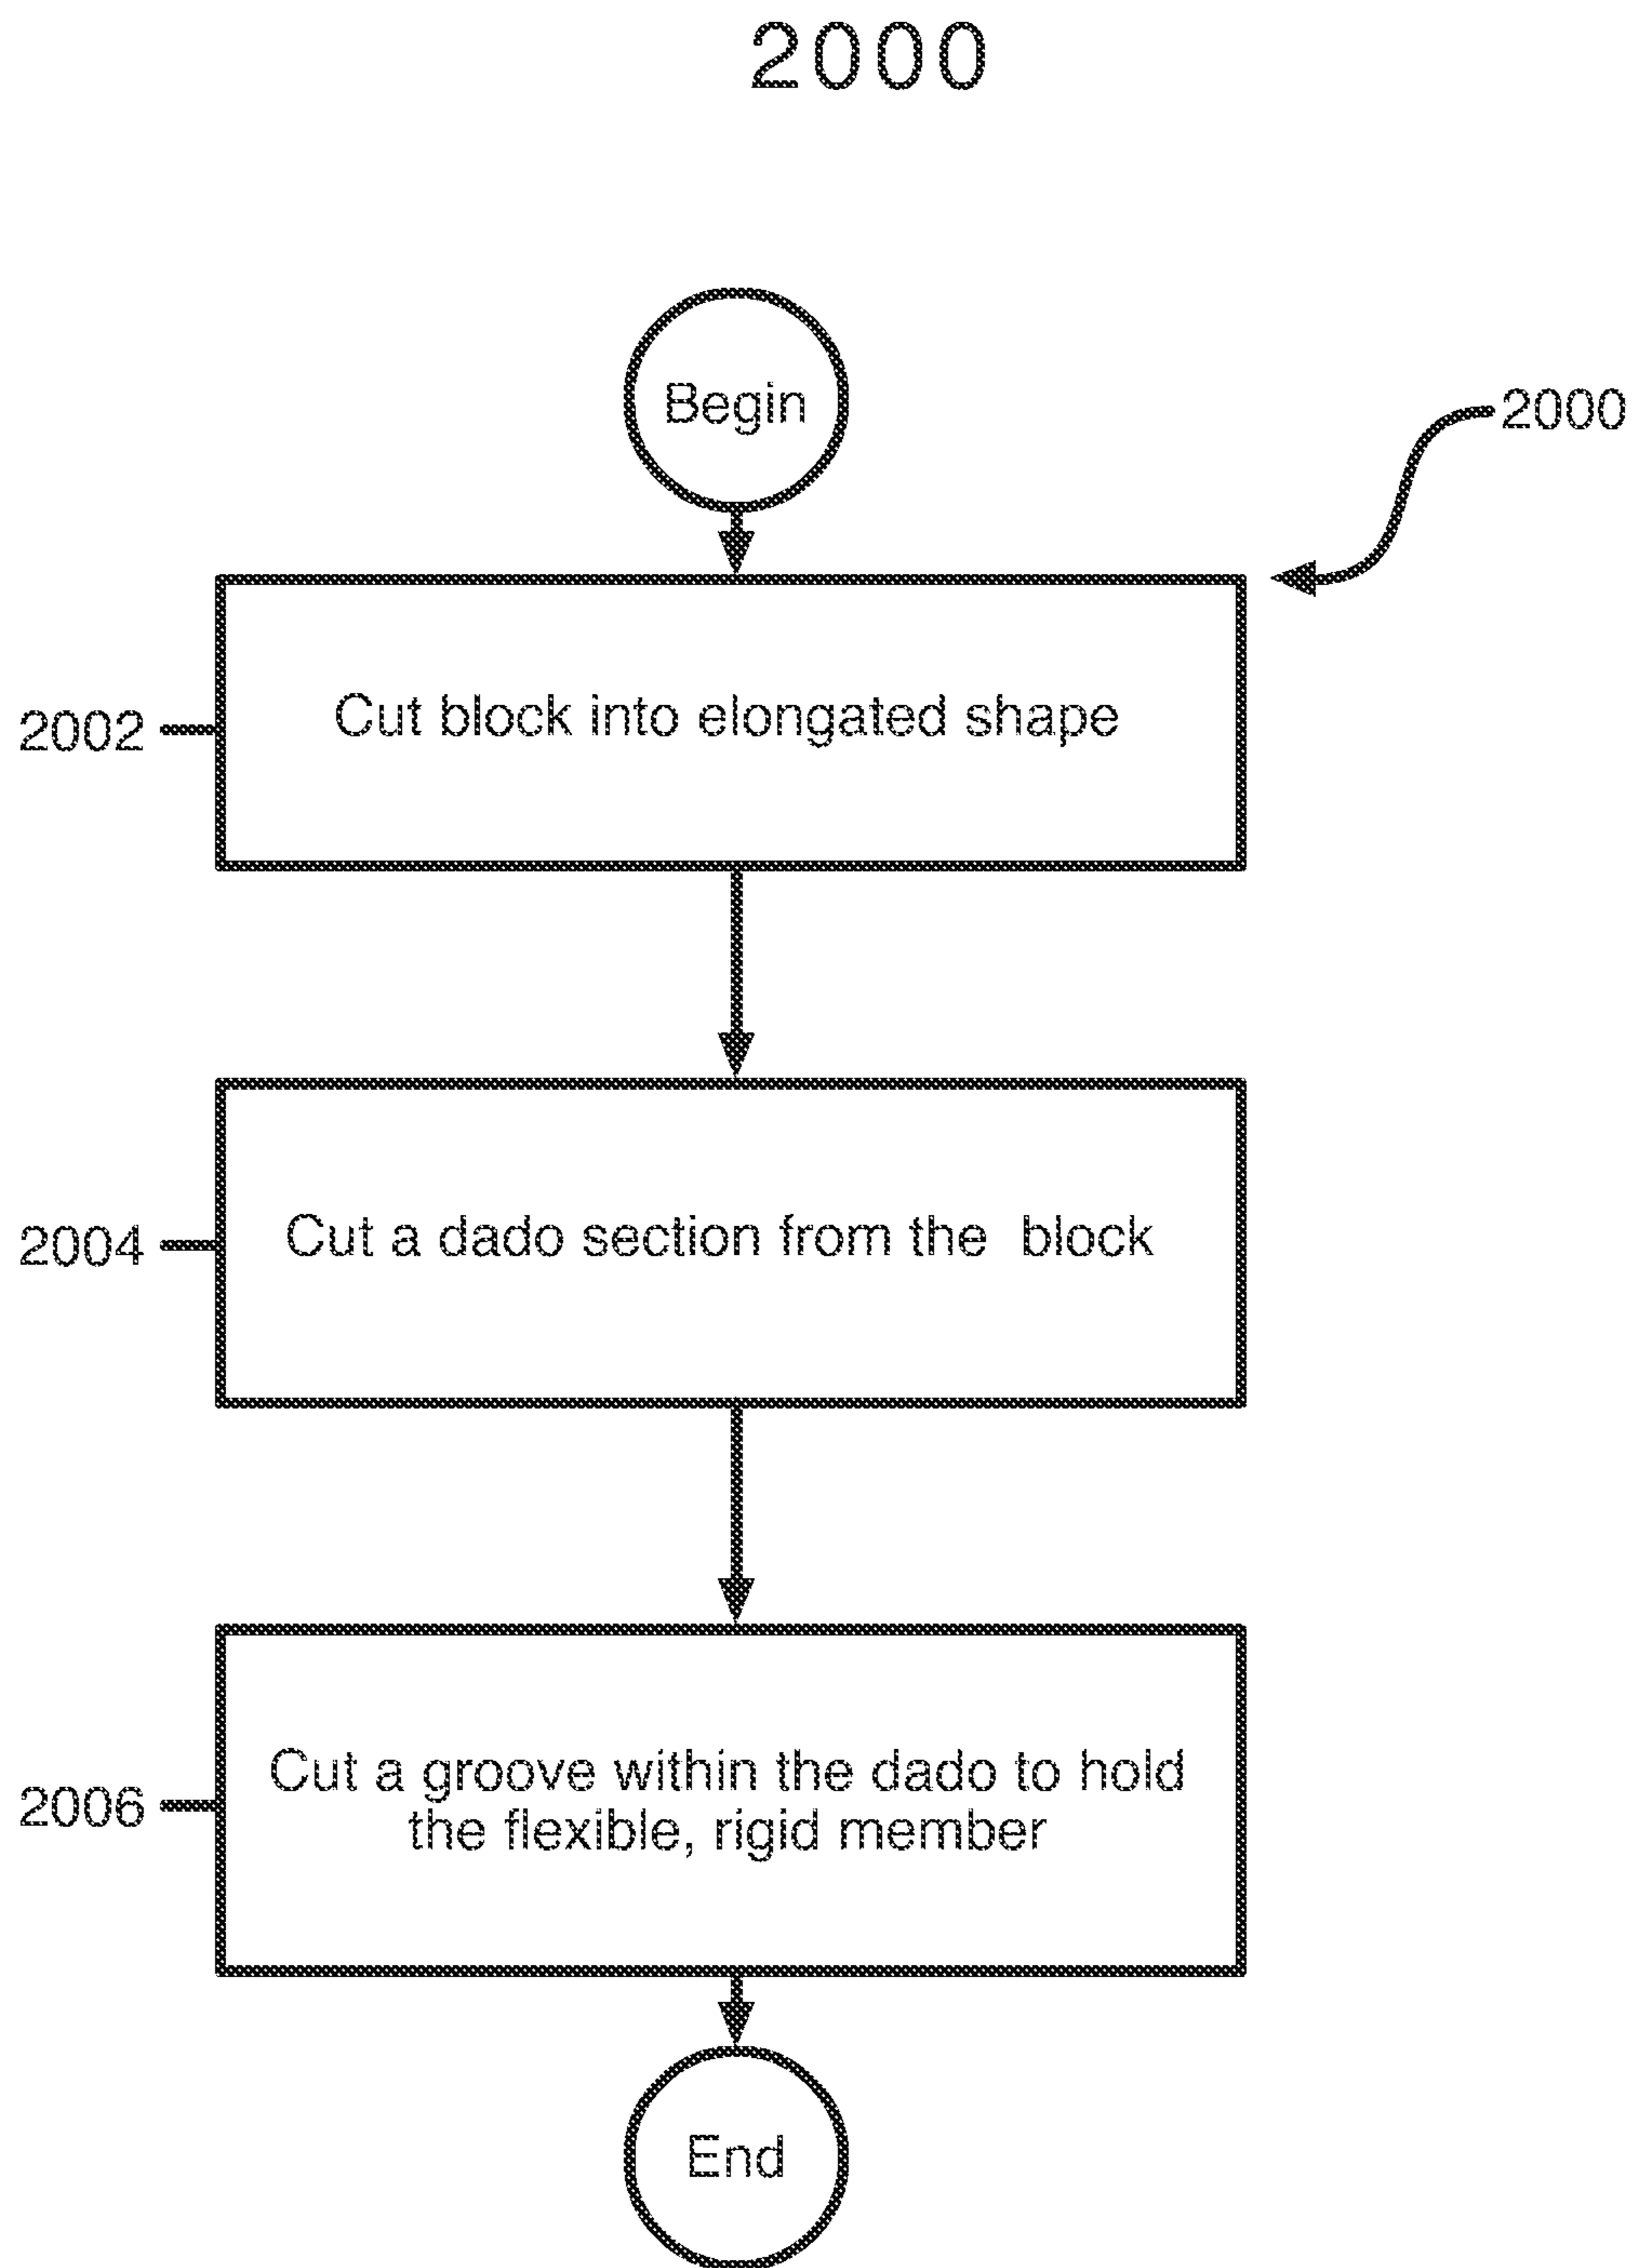 2000
Begin
2000
2002
Cut block into elongated shape
2004
Cut a dado section from the block
2006
Cut a groove within the dado to hold
the flexible, rigid member
End